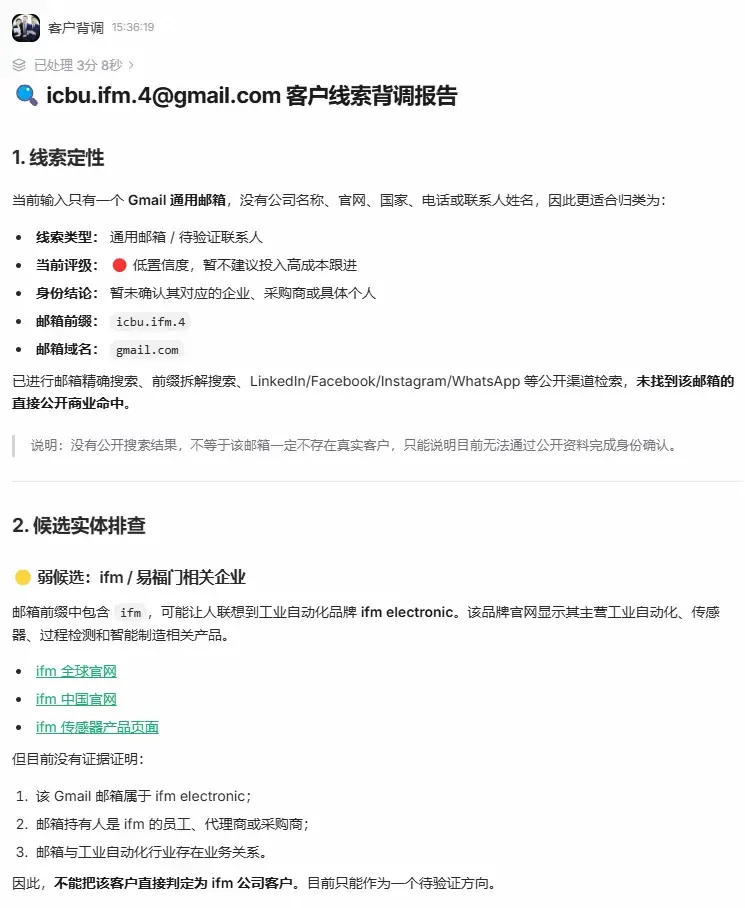 客户背调 15:36:19
已处理 3分 8秒 >
icbu.ifm.4@gmail.com 客户线索背调报告
1. 线索定性
当前输入只有一个 Gmail 通用邮箱，没有公司名称、官网、国家、电话或联系人姓名，因此更适合归类为：
• 线索类型： 通用邮箱 / 待验证联系人
• 当前评级： 🔴 低置信度，暂不建议投入高成本跟进
• 身份结论： 暂未确认其对应的企业、采购商或具体个人
• 邮箱前缀： icbu.ifm.4
• 邮箱域名： gmail.com
已进行邮箱精确搜索、前缀拆解搜索、LinkedIn/Facebook/Instagram/WhatsApp 等公开渠道检索，未找到该邮箱的
直接公开商业命中。
说明：没有公开搜索结果，不等于该邮箱一定不存在真实客户，只能说明目前无法通过公开资料完成身份确认。
2. 候选实体排查
🟡 弱候选：ifm / 易福门相关企业
邮箱前缀中包含 ifm ，可能让人联想到工业自动化品牌 ifm electronic。该品牌官网显示其主营工业自动化、传感
器、过程检测和智能制造相关产品。
• ifm 全球官网
• ifm 中国官网
• ifm 传感器产品页面
但目前没有证据证明：
1. 该 Gmail 邮箱属于 ifm electronic；
2. 邮箱持有人是 ifm 的员工、代理商或采购商；
3. 邮箱与工业自动化行业存在业务关系。
因此，不能把该客户直接判定为 ifm 公司客户。目前只能作为一个待验证方向。